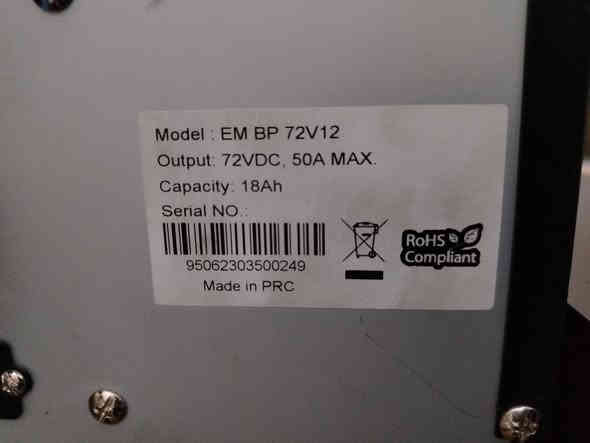 Model : EM BP 72V12
Output: 72VDC, 50A MAX.
Capacity: 18Ah
Serial NO.:
95062303500249
Made in PRC
RoHS
Compliant